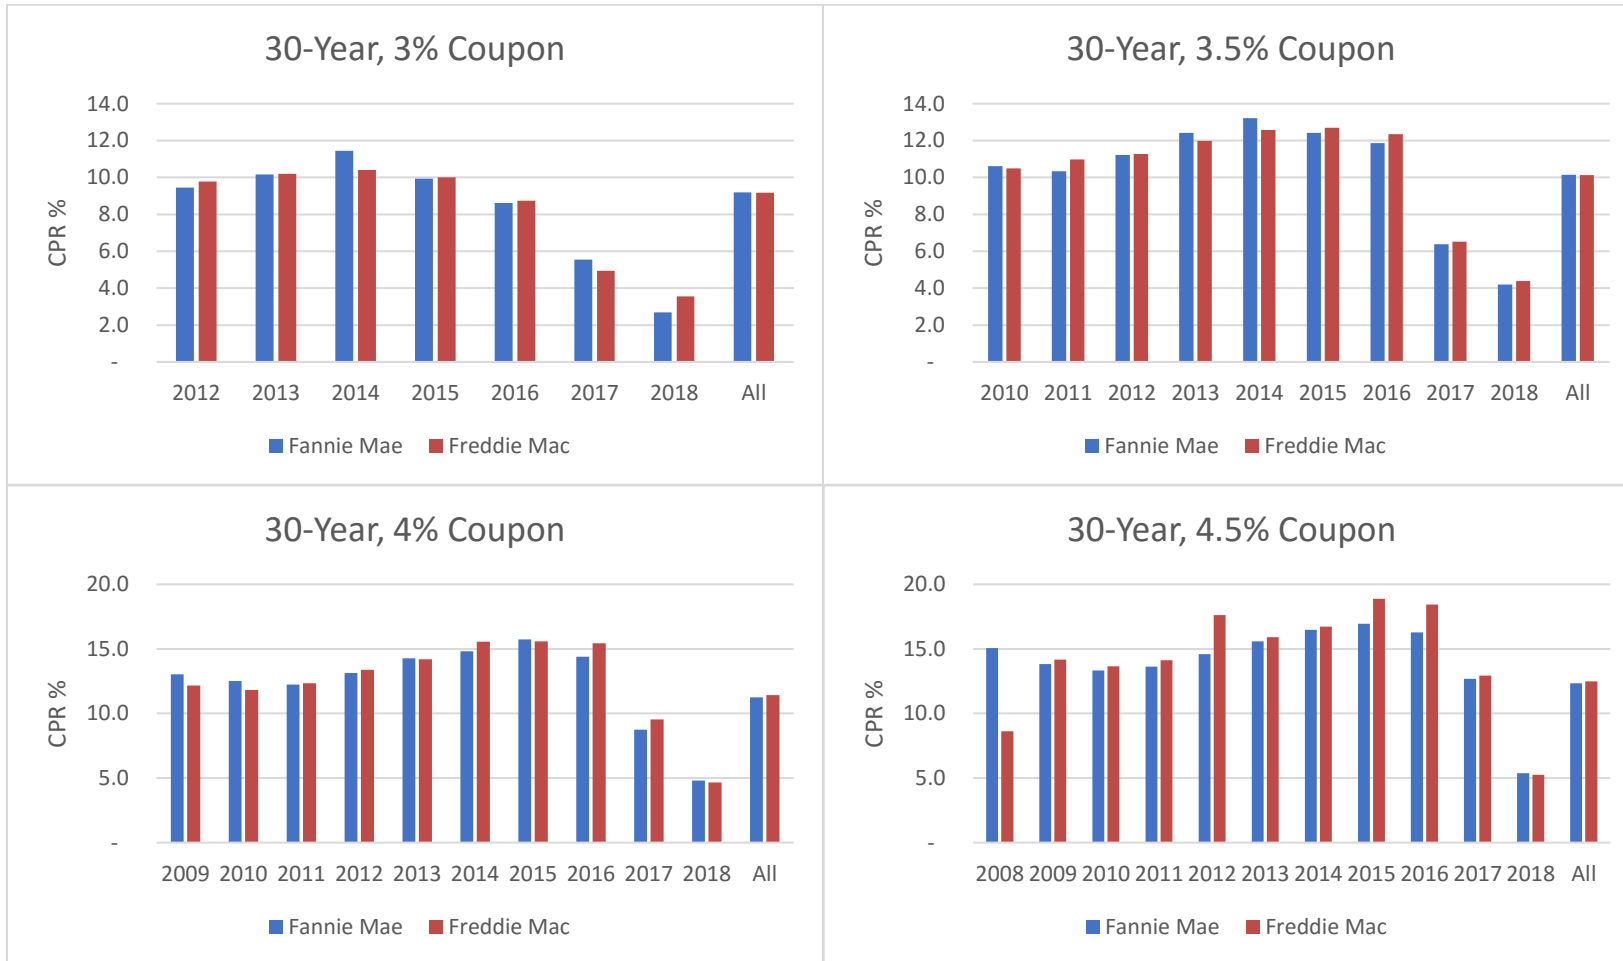 30-Year, 3% Coupon
14.0
12.0
10.0
8.0
6.0
4.0
2.0
-
CPR %
2012 2013 2014 2015 2016 2017 2018 All
Fannie Mae Freddie Mac
30-Year, 3.5% Coupon
14.0
12.0
10.0
8.0
6.0
4.0
2.0
-
CPR %
2010 2011 2012 2013 2014 2015 2016 2017 2018 All
Fannie Mae Freddie Mac
30-Year, 4% Coupon
20.0
15.0
10.0
5.0
-
CPR %
2009 2010 2011 2012 2013 2014 2015 2016 2017 2018 All
Fannie Mae Freddie Mac
30-Year, 4.5% Coupon
20.0
15.0
10.0
5.0
-
CPR %
2008 2009 2010 2011 2012 2013 2014 2015 2016 2017 2018 All
Fannie Mae Freddie Mac